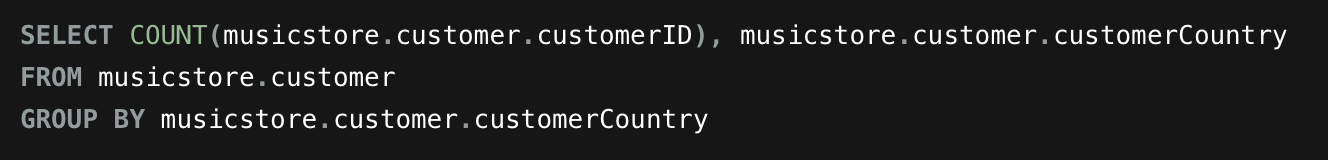 SELECT COUNT(musicstore.customer.customerID), musicstore.customer.customerCountry
FROM musicstore.customer
GROUP BY musicstore.customer.customerCountry